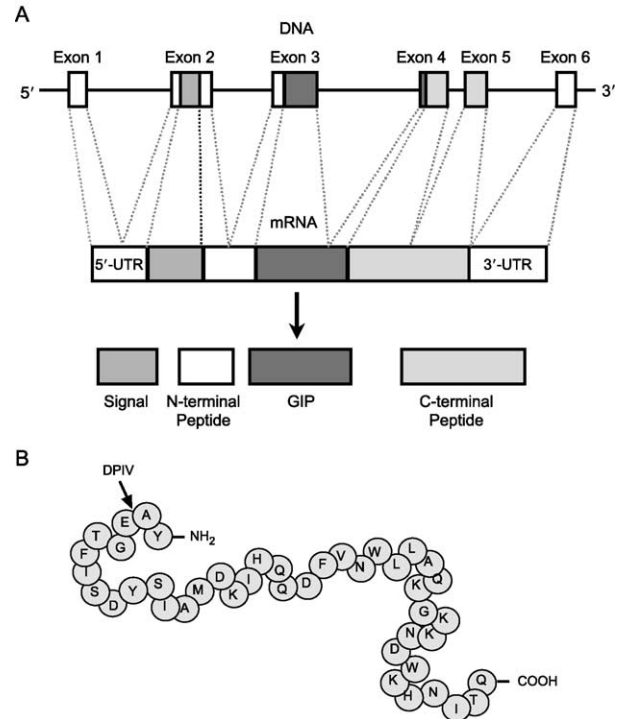 A
DNA
Exon 1 Exon 2 Exon 3 Exon 4 Exon 5 Exon 6
5′ 3′
mRNA
5′-UTR 3′-UTR
Signal N-terminal Peptide GIP C-terminal Peptide
B
DPIV
NH₂
Y A E G T F I S D Y S I A M D K I H Q Q D F V N W L L A Q K G K K N D W K H N I T Q
COOH